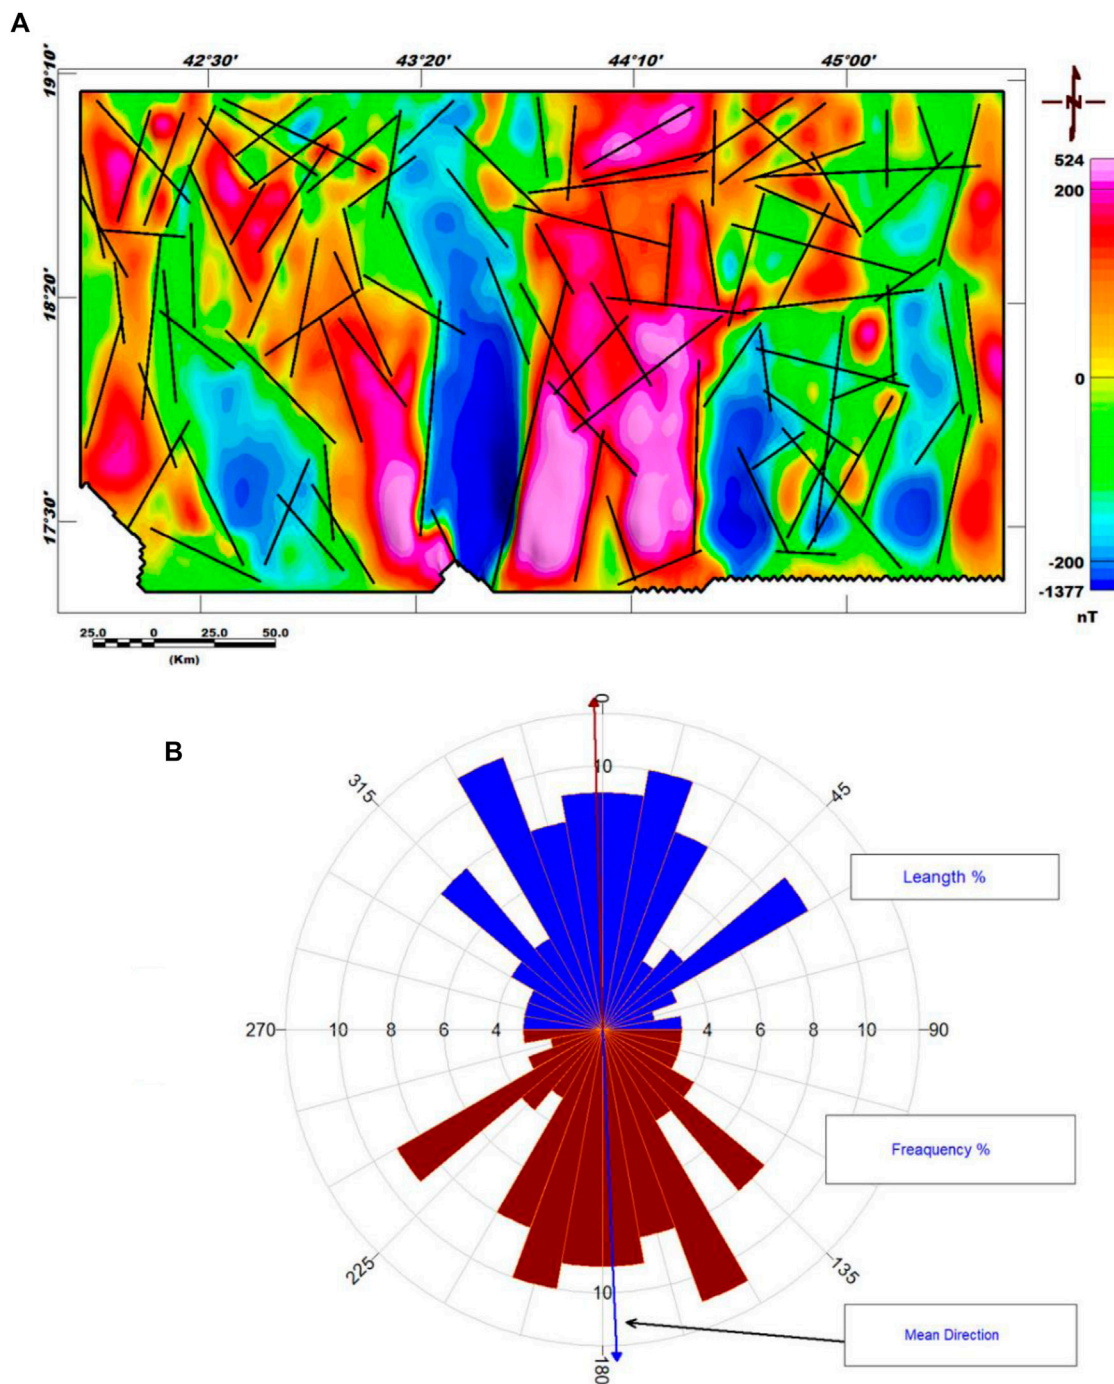 A
42°30'
43°20'
44°10'
45°00'
19°10'
18°20'
17°30'
N
524
200
0
-200
-1377
nT
25.0 0 25.0 50.0
(Km)
B
0
10
315
45
Leangth %
270 10 8 6 4 4 6 8 10 90
Freaquency %
225
135
10
Mean Direction
180